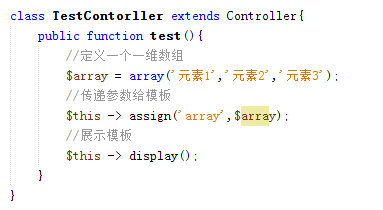 class TestContorller extends Controller{
public function test(){
//定义一个一维数组
$array = array('元素1','元素2','元素3');
//传递参数给模板
$this -> assign('array',$array);
//展示模板
$this -> display();
}
}